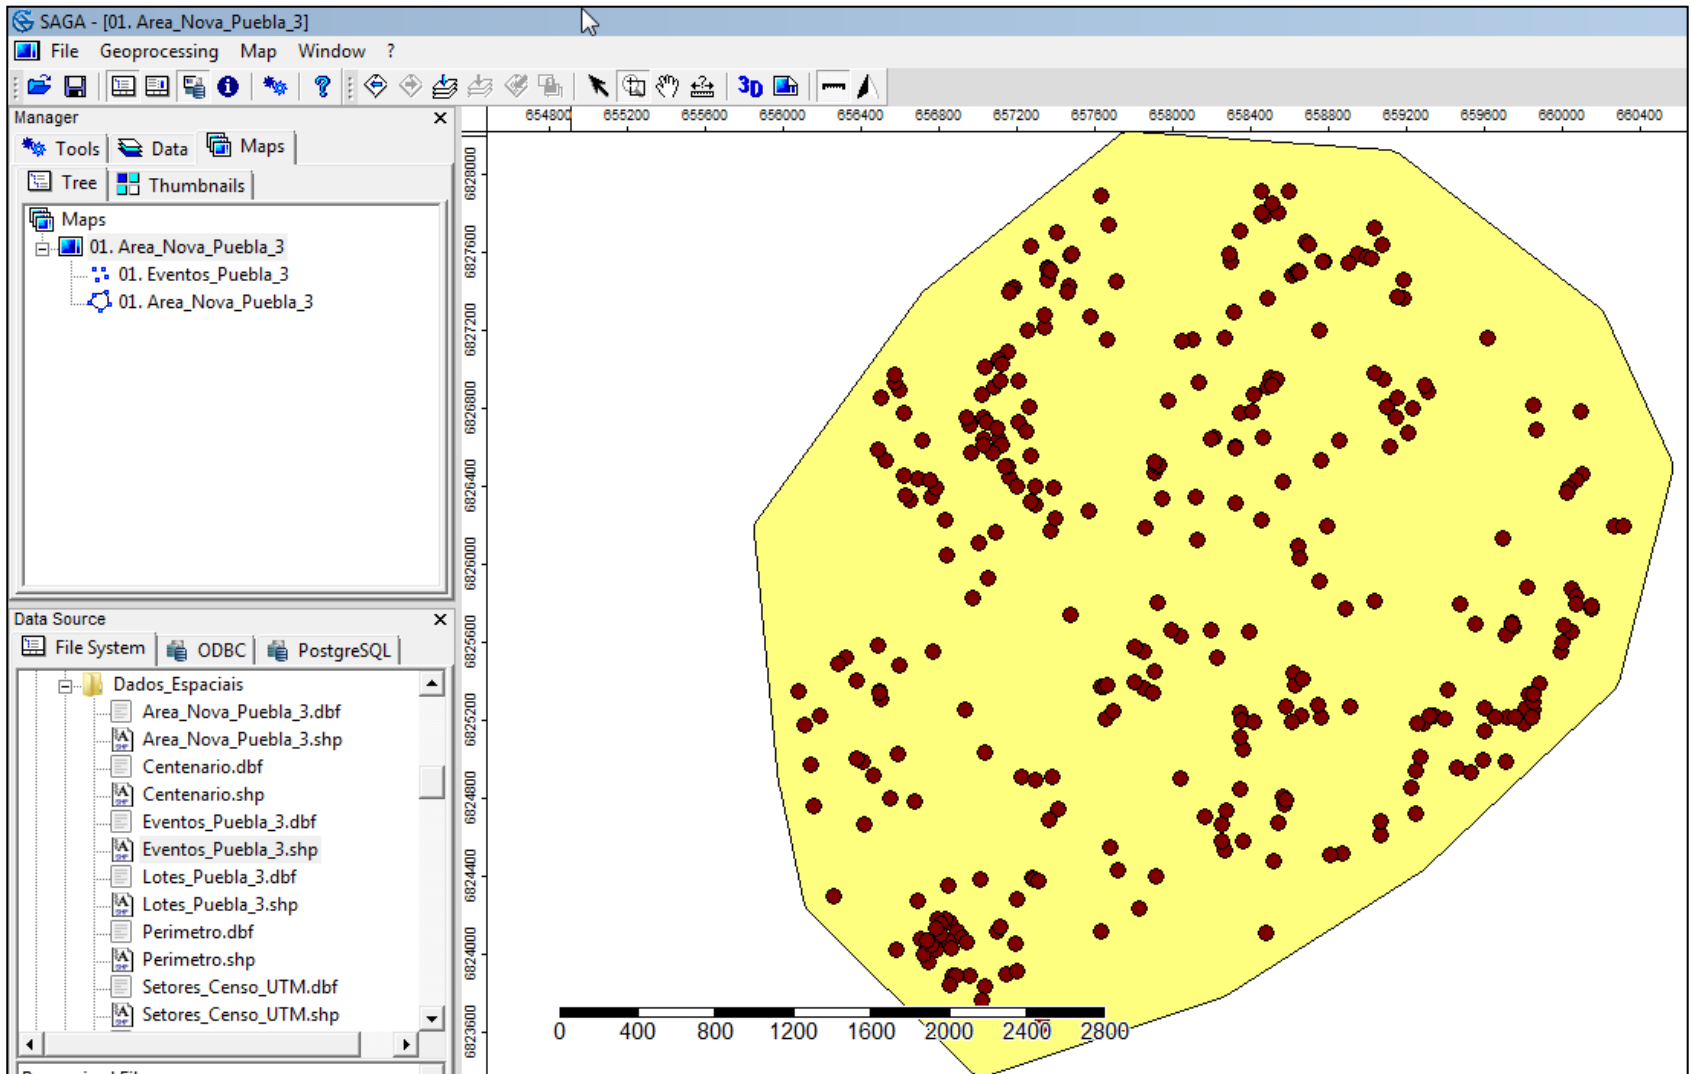 SAGA - [01. Area_Nova_Puebla_3]
File Geoprocessing Map Window ?
3D
Manager
Tools Data Maps
Tree Thumbnails
Maps
01. Area_Nova_Puebla_3
01. Eventos_Puebla_3
01. Area_Nova_Puebla_3
Data Source
File System ODBC PostgreSQL
Dados_Espaciais
Area_Nova_Puebla_3.dbf
Area_Nova_Puebla_3.shp
Centenario.dbf
Centenario.shp
Eventos_Puebla_3.dbf
Eventos_Puebla_3.shp
Lotes_Puebla_3.dbf
Lotes_Puebla_3.shp
Perimetro.dbf
Perimetro.shp
Setores_Censo_UTM.dbf
Setores_Censo_UTM.shp
654800 655200 655600 656000 656400 656800 657200 657600 658000 658400 658800 659200 659600 660000 660400
6828000
6827600
6827200
6826800
6826400
6826000
6825600
6825200
6824800
6824400
6824000
6823600
0 400 800 1200 1600 2000 2400 2800